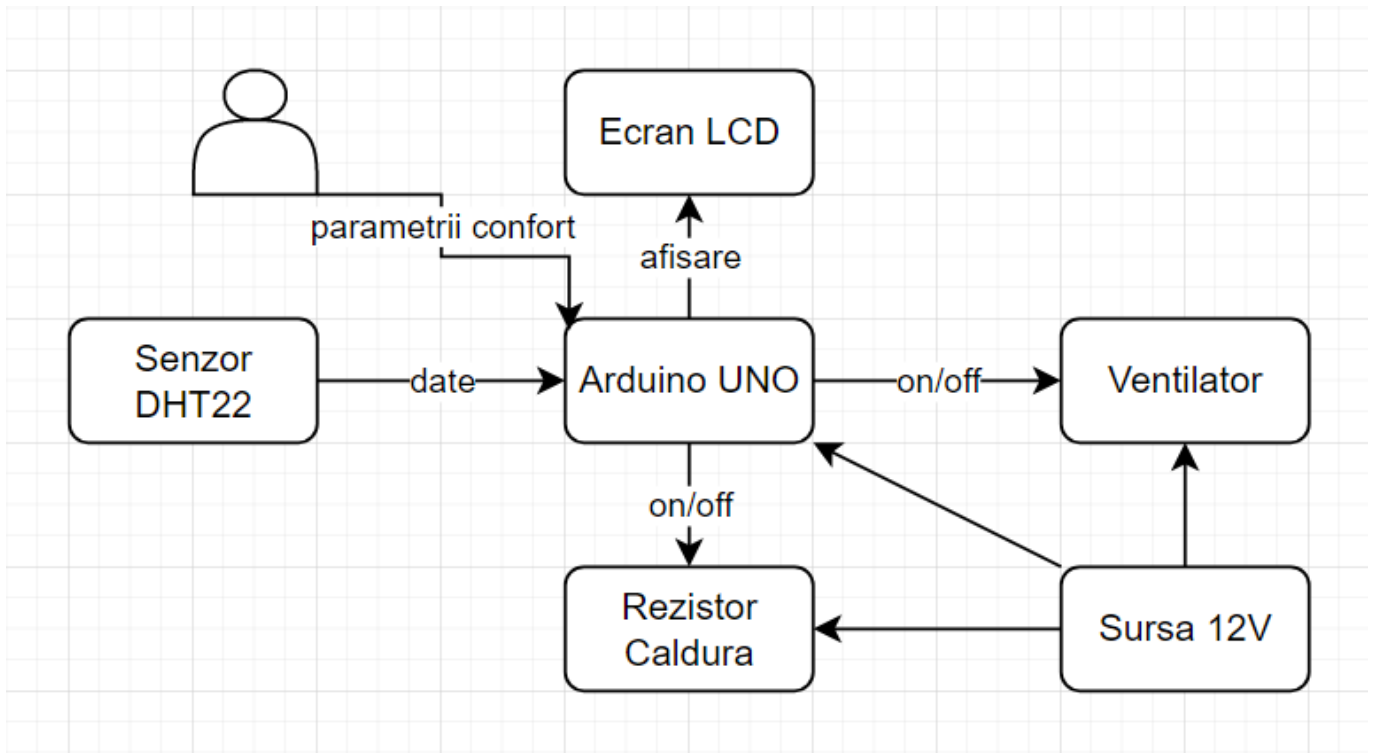 Ecran LCD
parametrii confort
afisare
Senzor
DHT22
date
Arduino UNO
on/off
Ventilator
on/off
Rezistor
Caldura
Sursa 12V